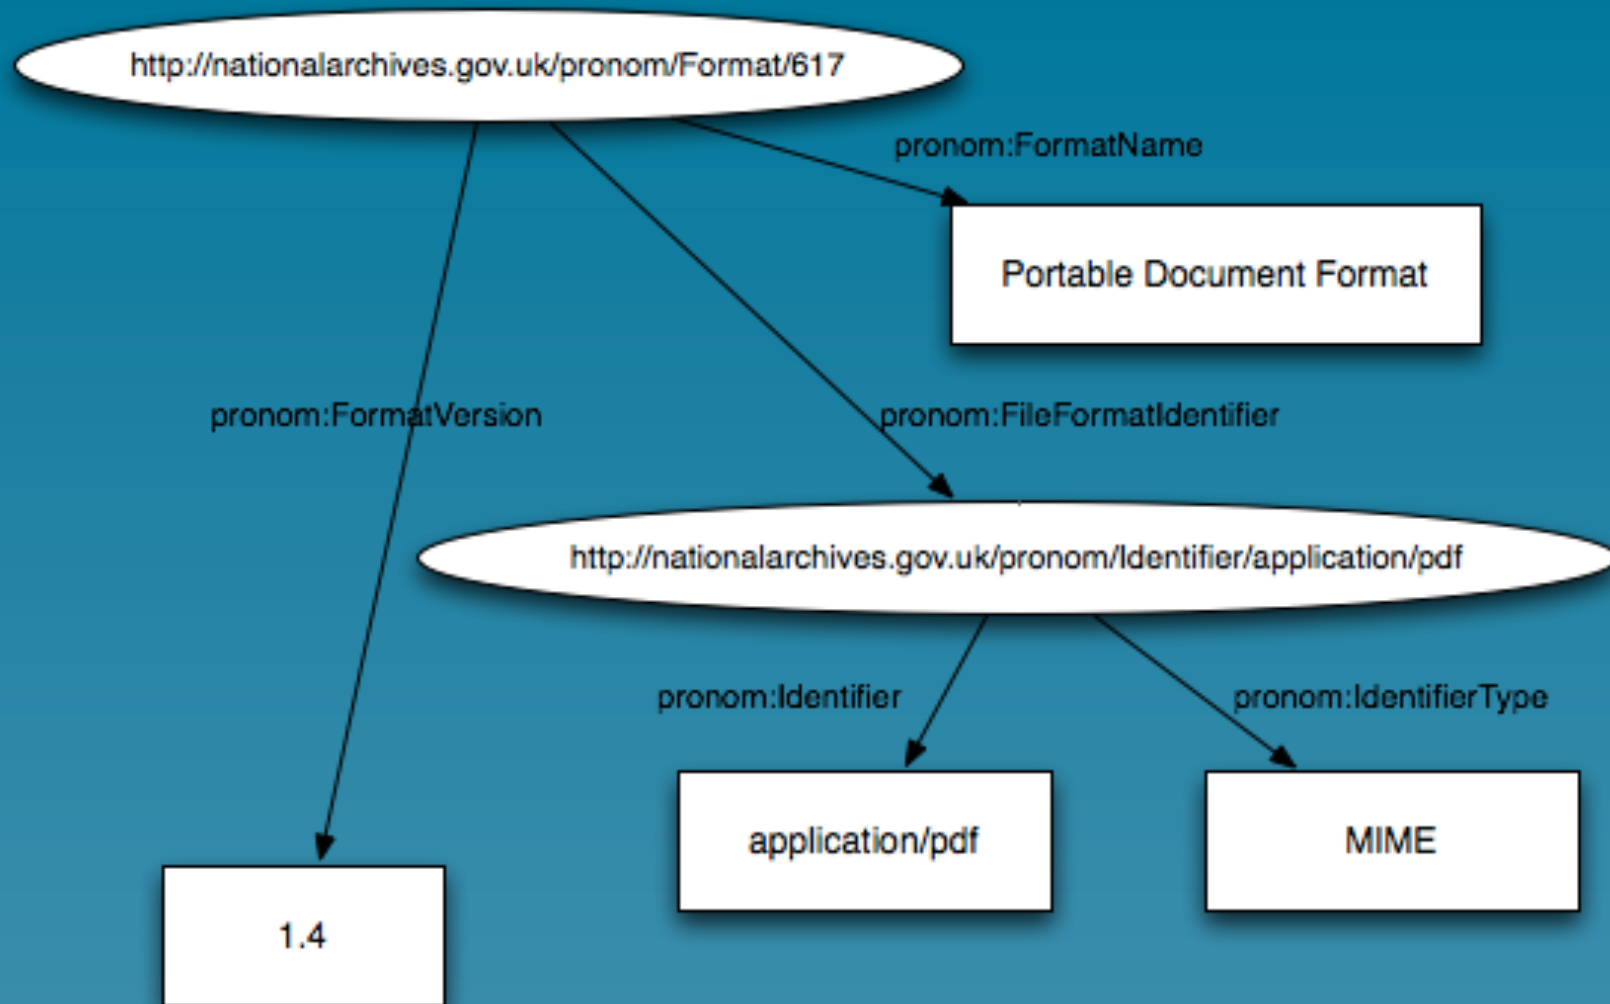 http://nationalarchives.gov.uk/pronom/Format/617
pronom:FormatName
Portable Document Format
pronom:FormatVersion
pronom:FileFormatIdentifier
http://nationalarchives.gov.uk/pronom/Identifier/application/pdf
pronom:Identifier
pronom:IdentifierType
application/pdf
MIME
1.4